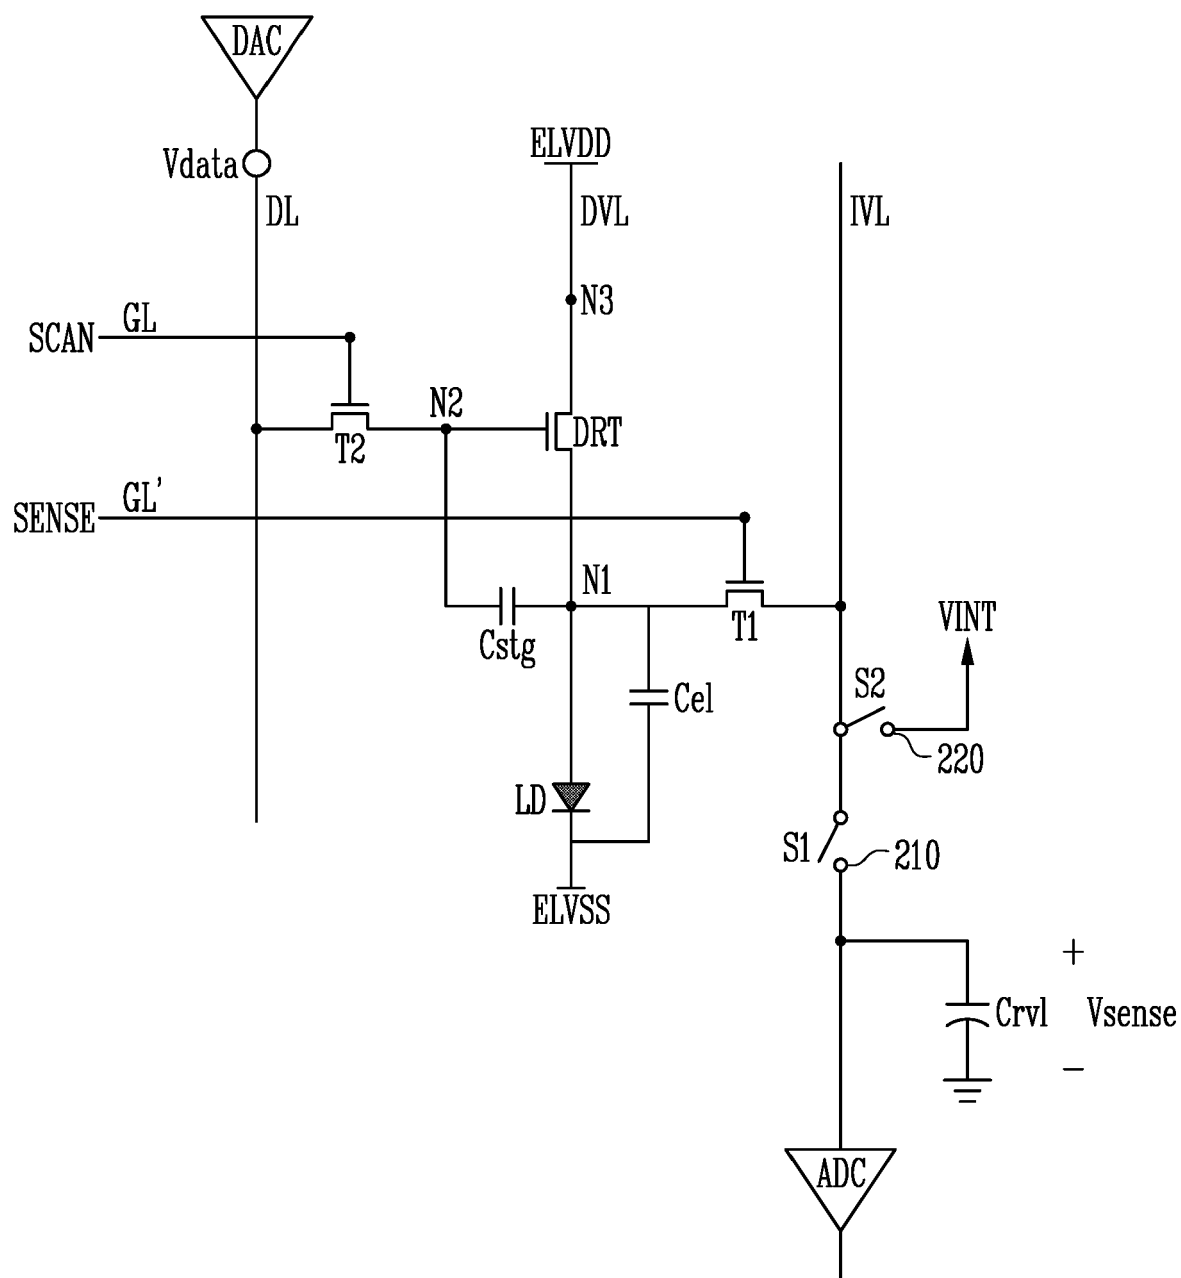 DAC
Vdata
DL
ELVDD
DVL
IVL
N3
GL
SCAN
N2
T2
DRT
GL'
SENSE
N1
T1
Cstg
VINT
S2
Cel
220
LD
S1
210
ELVSS
+
Crvl
Vsense
−
ADC